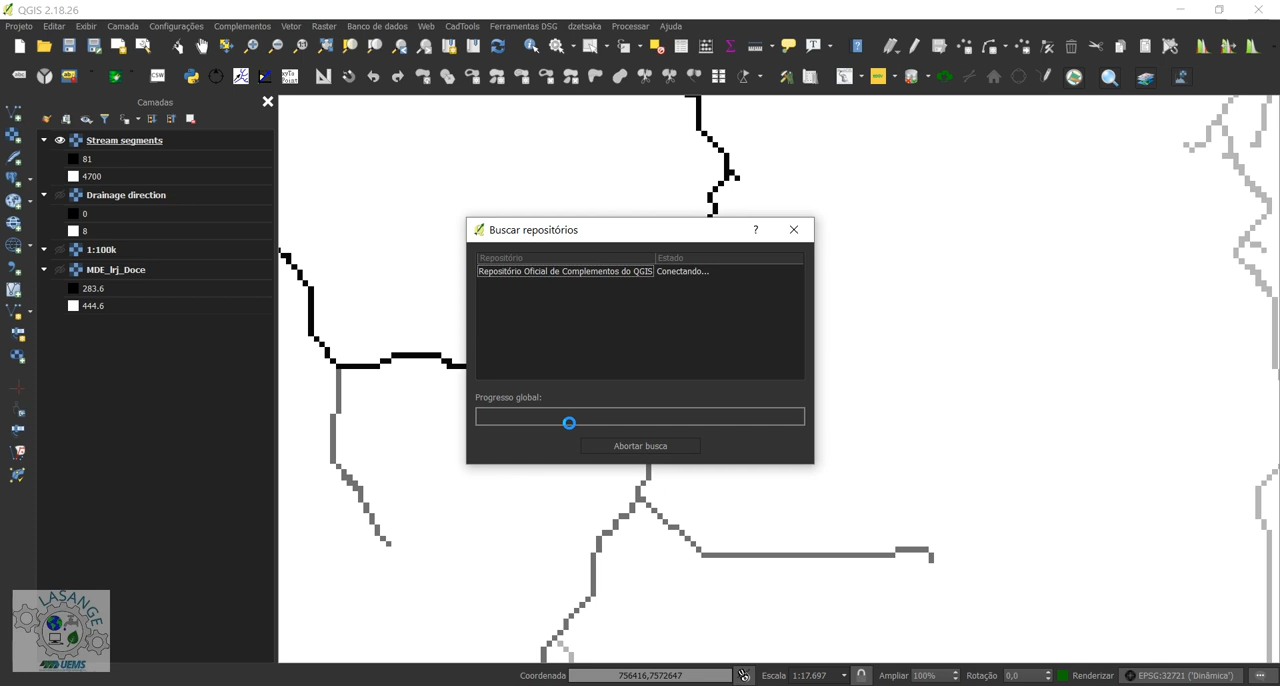 QGIS 2.18.26
Projeto Editar Exibir Camada Configurações Complementos Vetor Raster Banco de dados Web CadTools Ferramentas DSG dzetsaka Processar Ajuda
Camadas
Stream segments
81
4700
Drainage direction
0
8
1:100k
MDE_lrj_Doce
283.6
444.6
Buscar repositórios
Repositório Estado
Repositório Oficial de Complementos do QGIS Conectando...
Progresso global:
Abortar busca
LASANGE
UEMS
Coordenada 756416,7572647 Escala 1:17.697 Ampliar 100% Rotação 0,0 Renderizar EPSG:32721 ('Dinâmica')